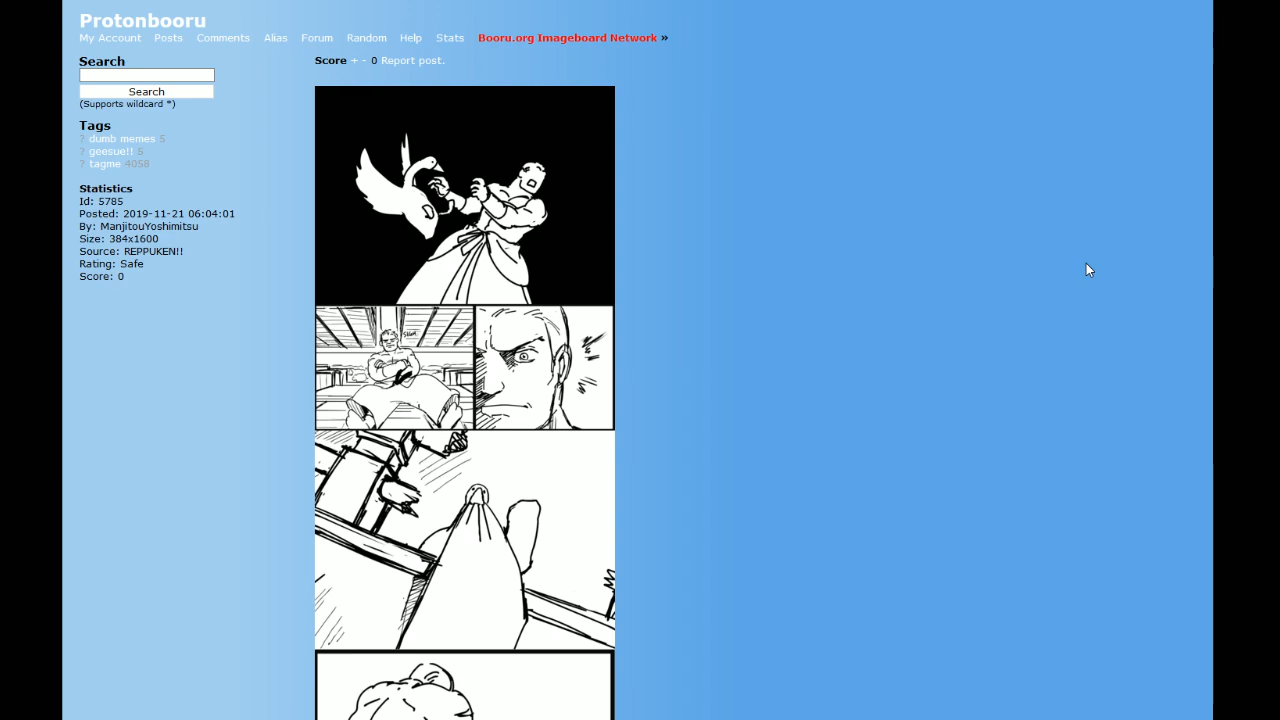 Protonbooru
My Account Posts Comments Alias Forum Random Help Stats Booru.org Imageboard Network »
Search
Search
(Supports wildcard *)
Tags
? dumb memes 5
? geesue!! 5
? tagme 4058
Statistics
Id: 5785
Posted: 2019-11-21 06:04:01
By: ManjitouYoshimitsu
Size: 384x1600
Source: REPPUKEN!!
Rating: Safe
Score: 0
Score + - 0 Report post.